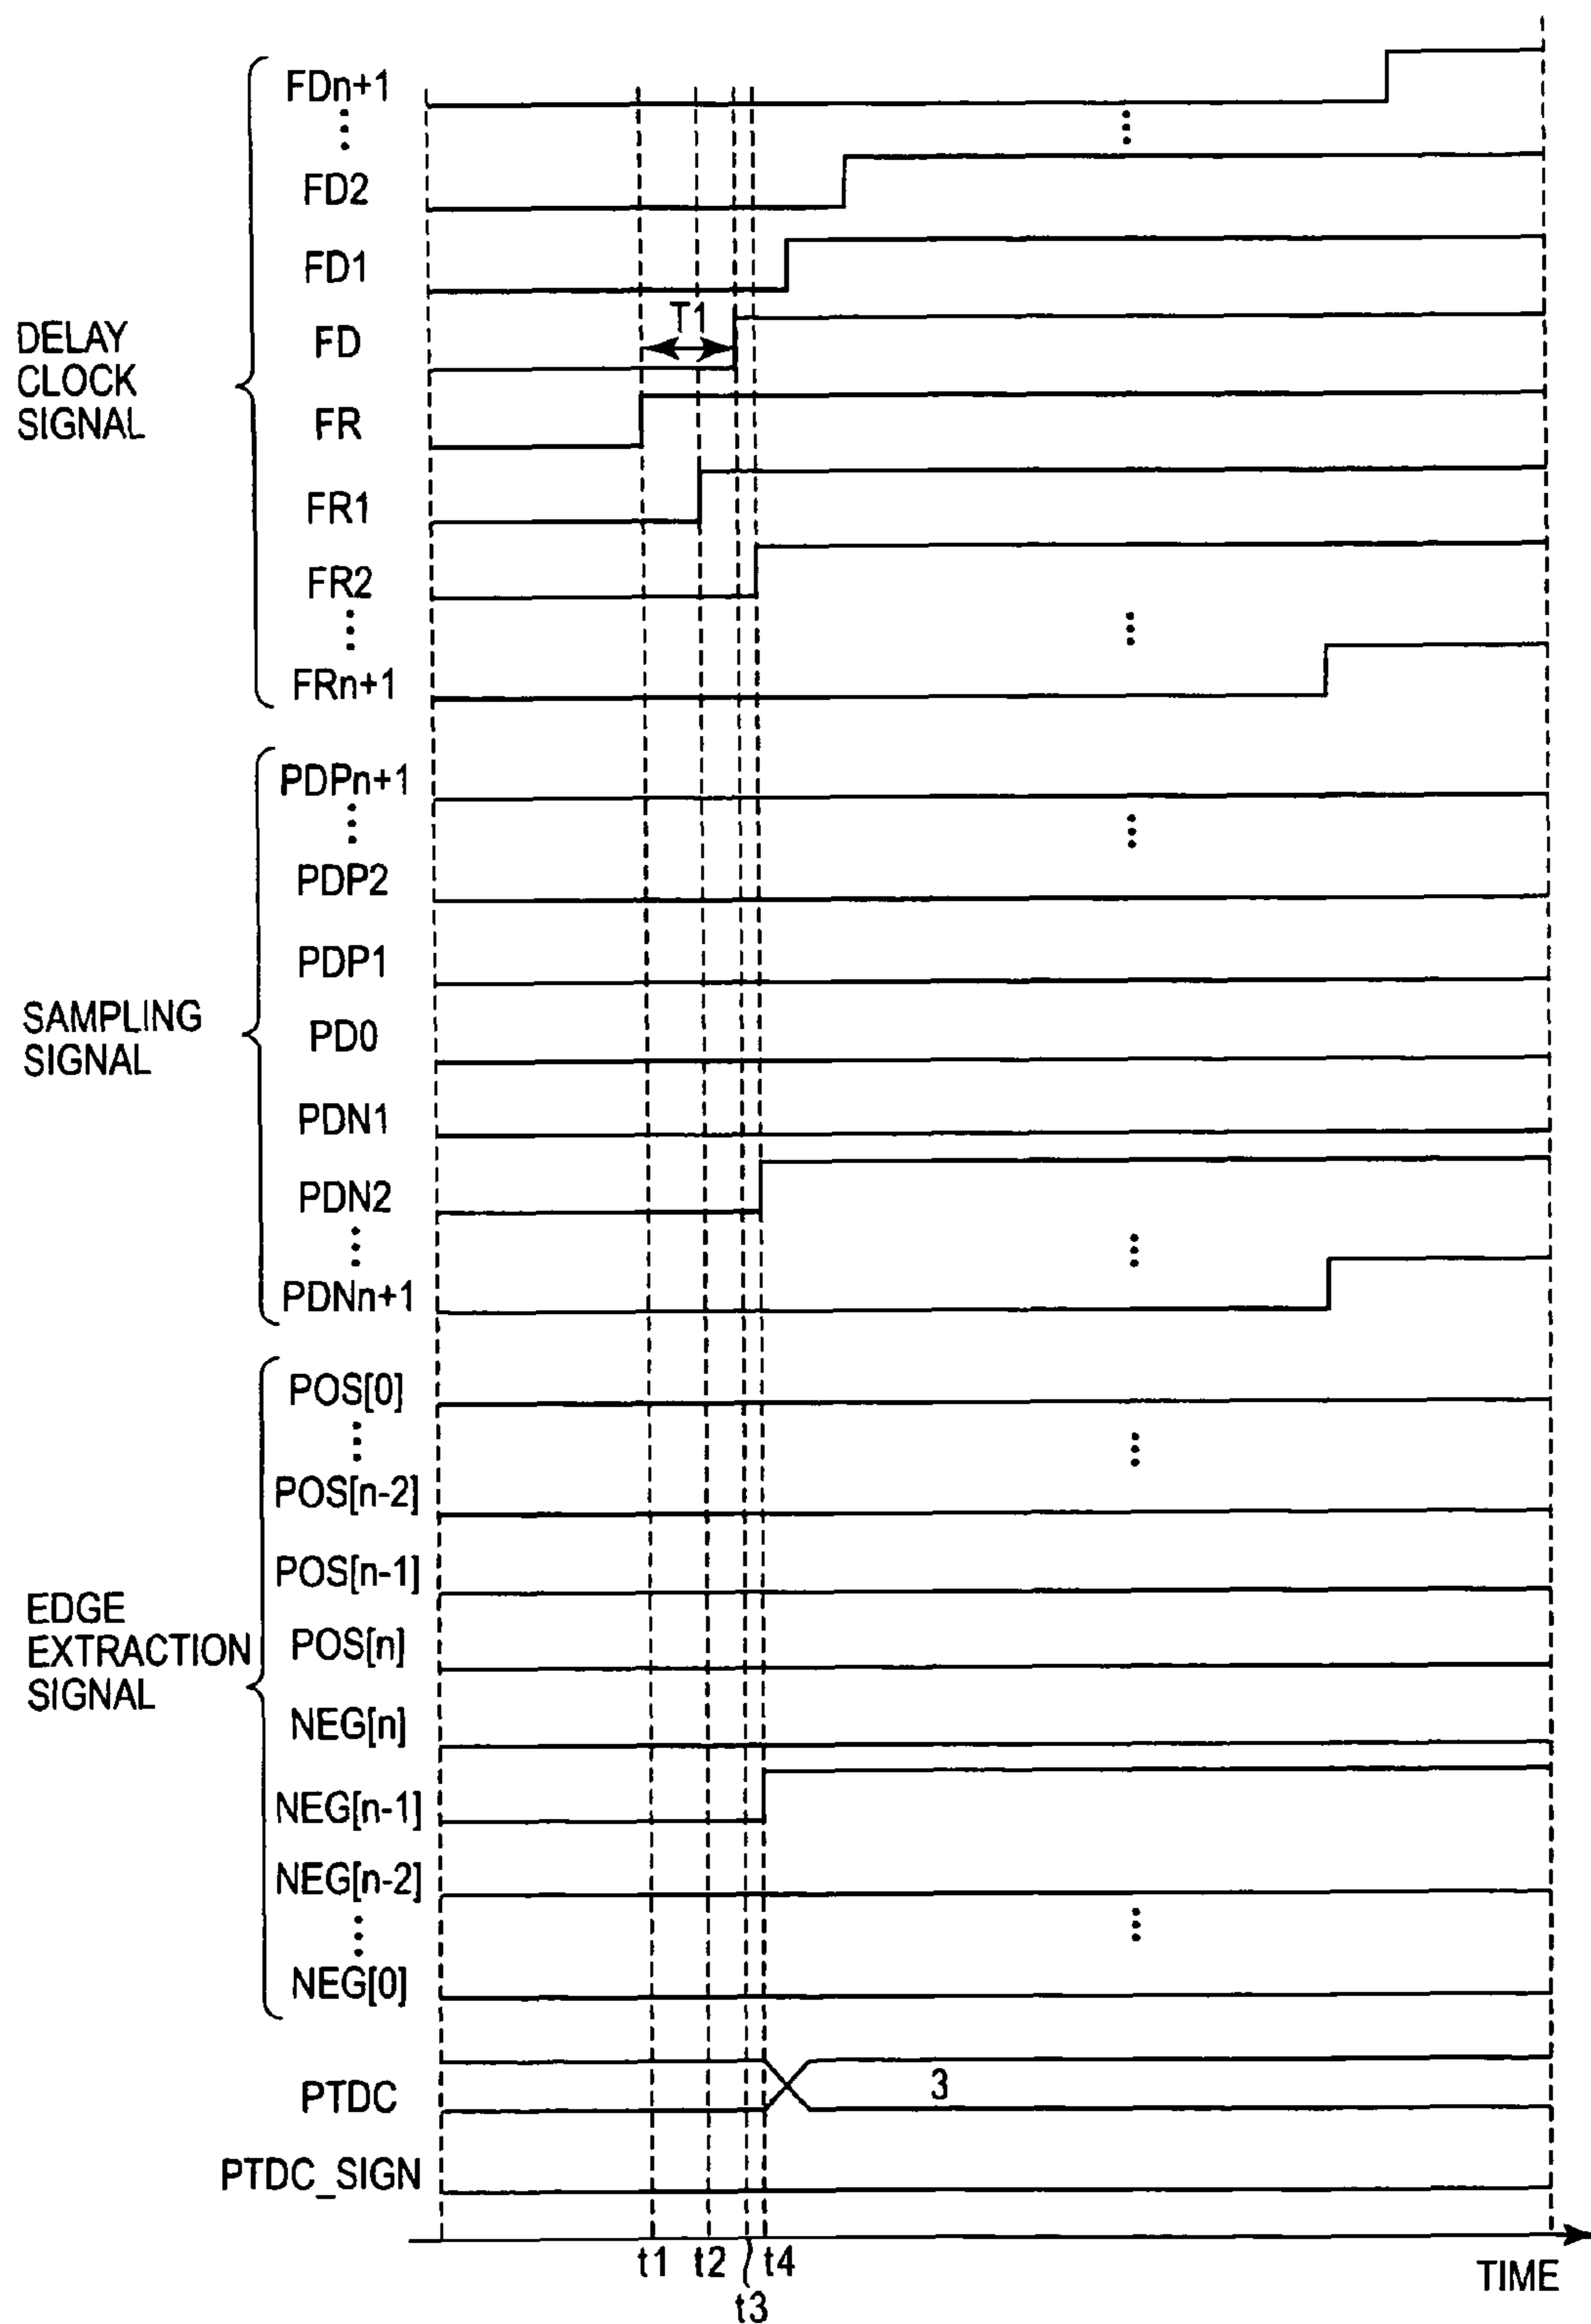 FDn+1
FD2
FD1
T1
FD
DELAY
CLOCK
SIGNAL
FR
FR1
FR2
FRn+1
PDPn+1
PDP2
PDP1
SAMPLING
SIGNAL
PD0
PDN1
PDN2
PDNn+1
POS[0]
POS[n-2]
POS[n-1]
EDGE
EXTRACTION
SIGNAL
POS[n]
NEG[n]
NEG[n-1]
NEG[n-2]
NEG[0]
PTDC
3
PTDC_SIGN
t1 t2 t4
t3
TIME